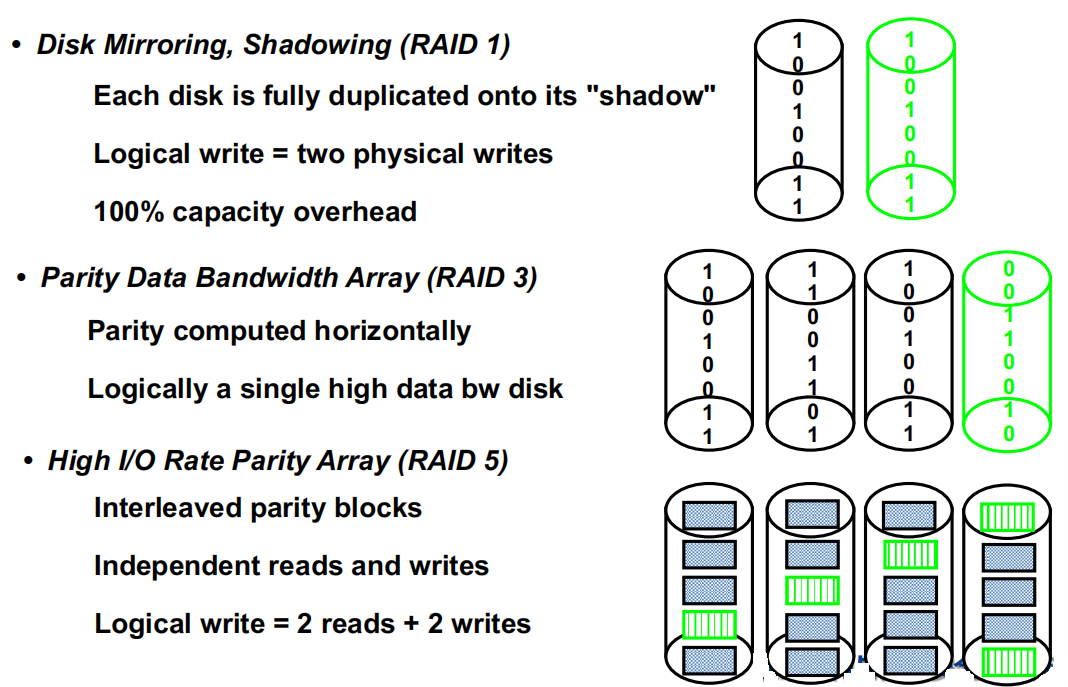 • Disk Mirroring, Shadowing (RAID 1)
Each disk is fully duplicated onto its "shadow"
Logical write = two physical writes
100% capacity overhead
1 1
0 0
0 0
1 1
0 0
0 0
1 1
1 1
• Parity Data Bandwidth Array (RAID 3)
Parity computed horizontally
Logically a single high data bw disk
1 1 1 0
0 1 0 0
0 0 0 1
1 0 1 1
0 1 0 0
0 1 0 0
1 0 1 1
1 1 1 0
• High I/O Rate Parity Array (RAID 5)
Interleaved parity blocks
Independent reads and writes
Logical write = 2 reads + 2 writes